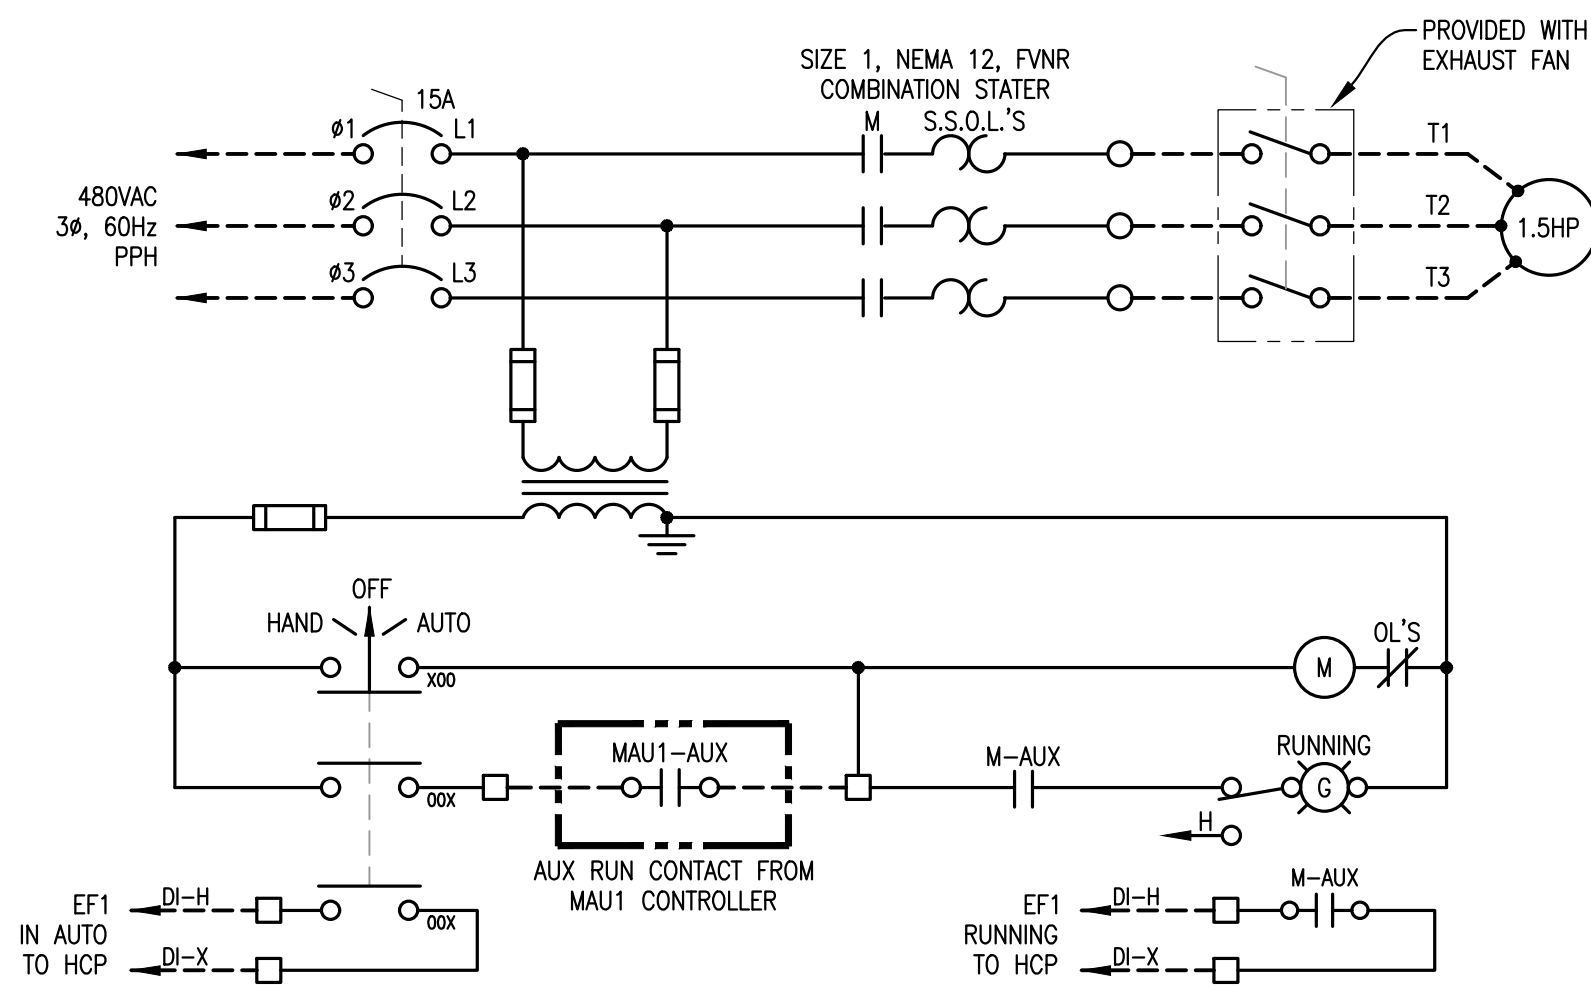 PROVIDED WITH
EXHAUST FAN
SIZE 1, NEMA 12, FVNR
COMBINATION STATER
M
S.S.O.L.'S
15A
ø1
L1
T1
480VAC
3ø, 60Hz
PPH
ø2
L2
T2
1.5HP
ø3
L3
T3
OFF
HAND
AUTO
X00
M
OL'S
MAU1-AUX
00X
M-AUX
RUNNING
G
H
AUX RUN CONTACT FROM
MAU1 CONTROLLER
EF1
IN AUTO
TO HCP
DI-H
00X
DI-X
EF1
RUNNING
TO HCP
DI-H
M-AUX
DI-X